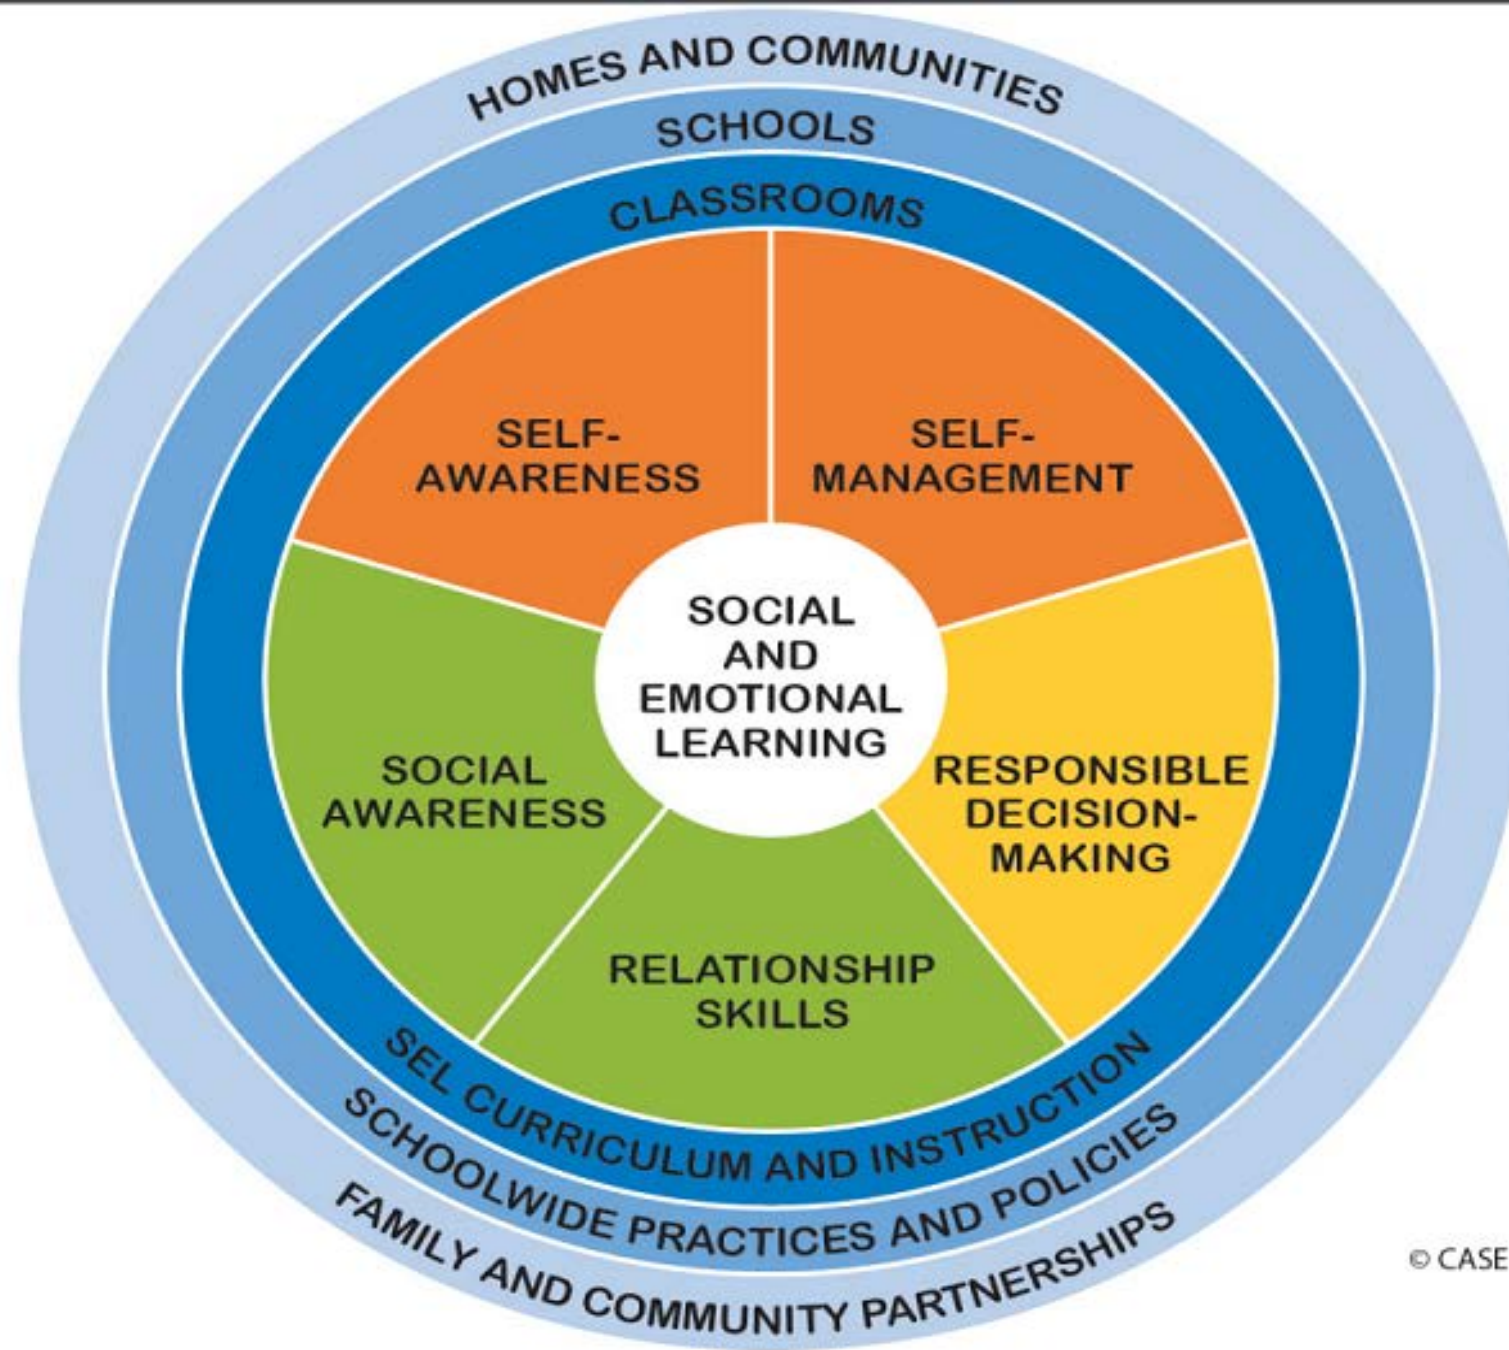 HOMES AND COMMUNITIES
SCHOOLS
CLASSROOMS
SELF-
AWARENESS
SELF-
MANAGEMENT
SOCIAL
AND
EMOTIONAL
LEARNING
SOCIAL
AWARENESS
RESPONSIBLE
DECISION-
MAKING
RELATIONSHIP
SKILLS
SEL CURRICULUM AND INSTRUCTION
SCHOOLWIDE PRACTICES AND POLICIES
FAMILY AND COMMUNITY PARTNERSHIPS
© CASE